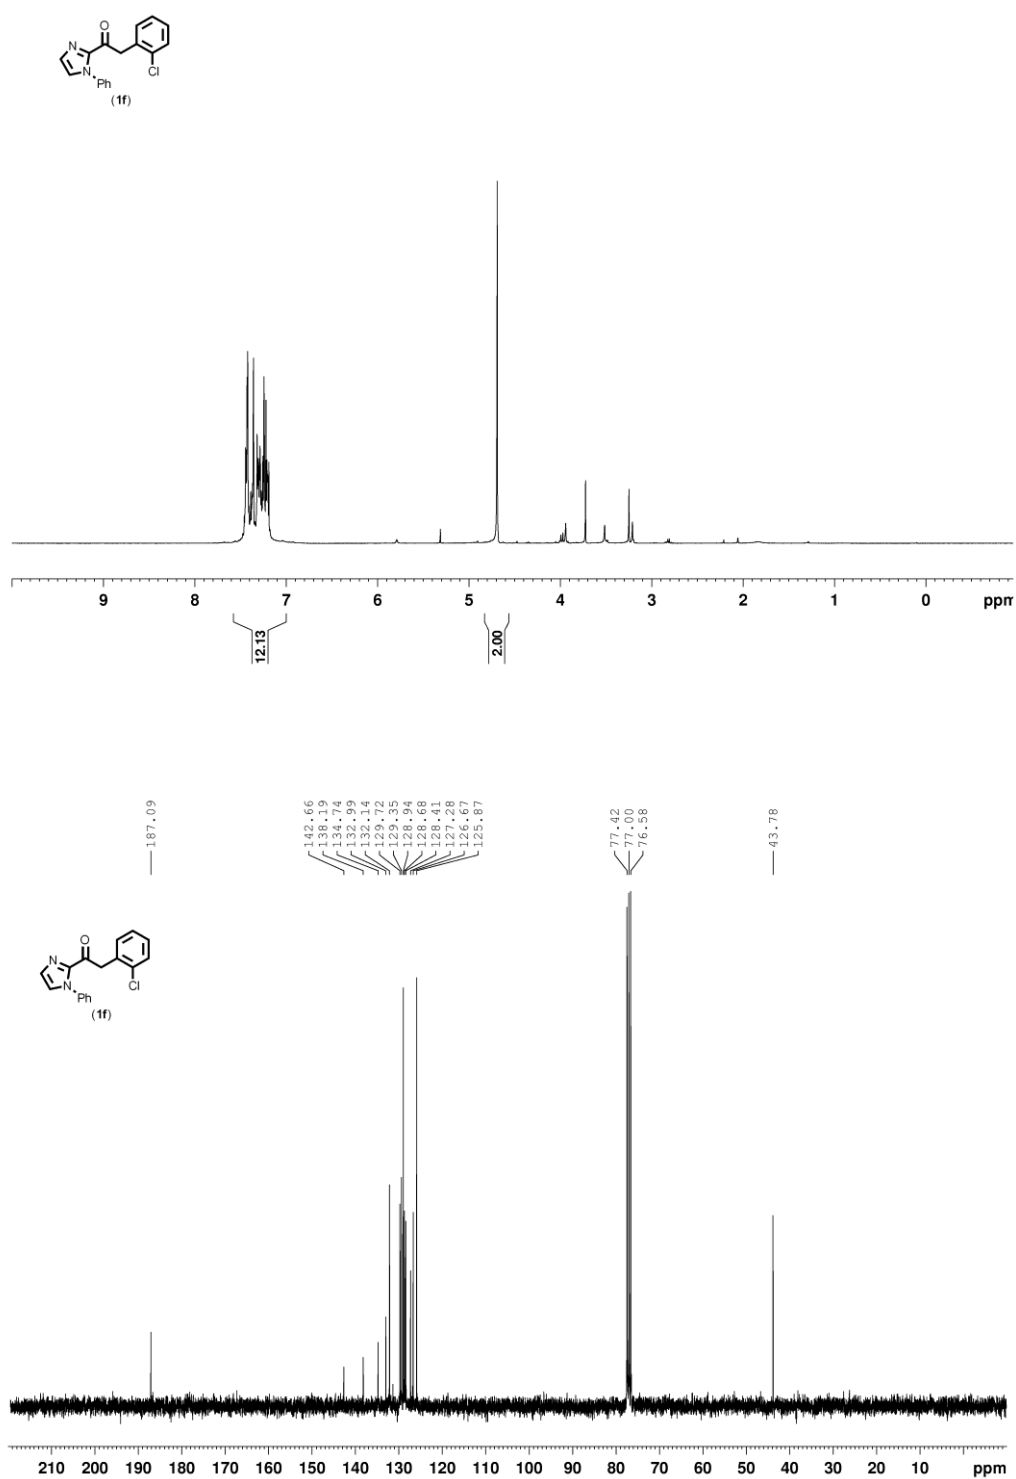 O
N
N
Ph
Cl
(1f)
9 8 7 6 5 4 3 2 1 0 ppm
12.13
2.00
187.09
142.66
138.19
134.74
132.99
132.14
129.72
129.35
128.94
128.68
128.41
127.28
126.67
125.87
77.42
77.00
76.58
43.78
O
N
N
Ph
Cl
(1f)
210 200 190 180 170 160 150 140 130 120 110 100 90 80 70 60 50 40 30 20 10 ppm